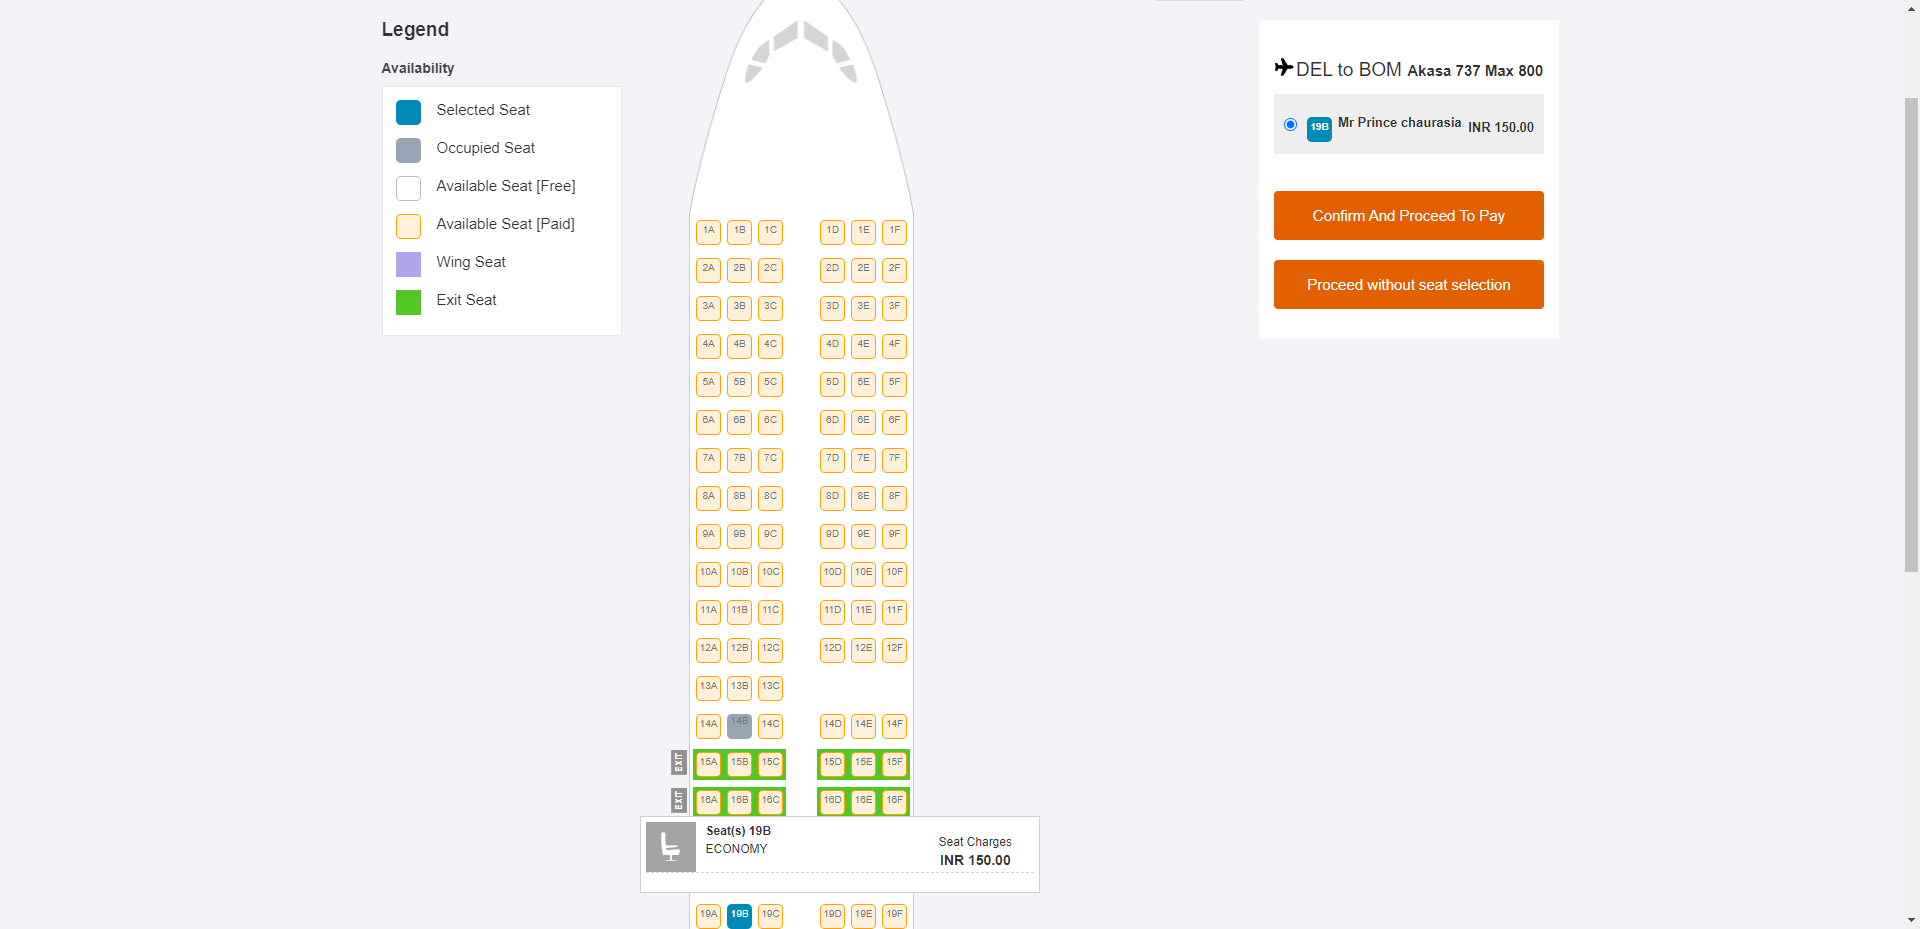 Legend
Availability
Selected Seat
Occupied Seat
Available Seat [Free]
Available Seat [Paid]
Wing Seat
Exit Seat
1A 1B 1C 1D 1E 1F
2A 2B 2C 2D 2E 2F
3A 3B 3C 3D 3E 3F
4A 4B 4C 4D 4E 4F
5A 5B 5C 5D 5E 5F
6A 6B 6C 6D 6E 6F
7A 7B 7C 7D 7E 7F
8A 8B 8C 8D 8E 8F
9A 9B 9C 9D 9E 9F
10A 10B 10C 10D 10E 10F
11A 11B 11C 11D 11E 11F
12A 12B 12C 12D 12E 12F
13A 13B 13C
14A 14B 14C 14D 14E 14F
EXIT 15A 15B 15C 15D 15E 15F
EXIT 16A 16B 16C 16D 16E 16F
Seat(s) 19B
ECONOMY
Seat Charges
INR 150.00
19A 19B 19C 19D 19E 19F
DEL to BOM Akasa 737 Max 800
19B Mr Prince chaurasia INR 150.00
Confirm And Proceed To Pay
Proceed without seat selection